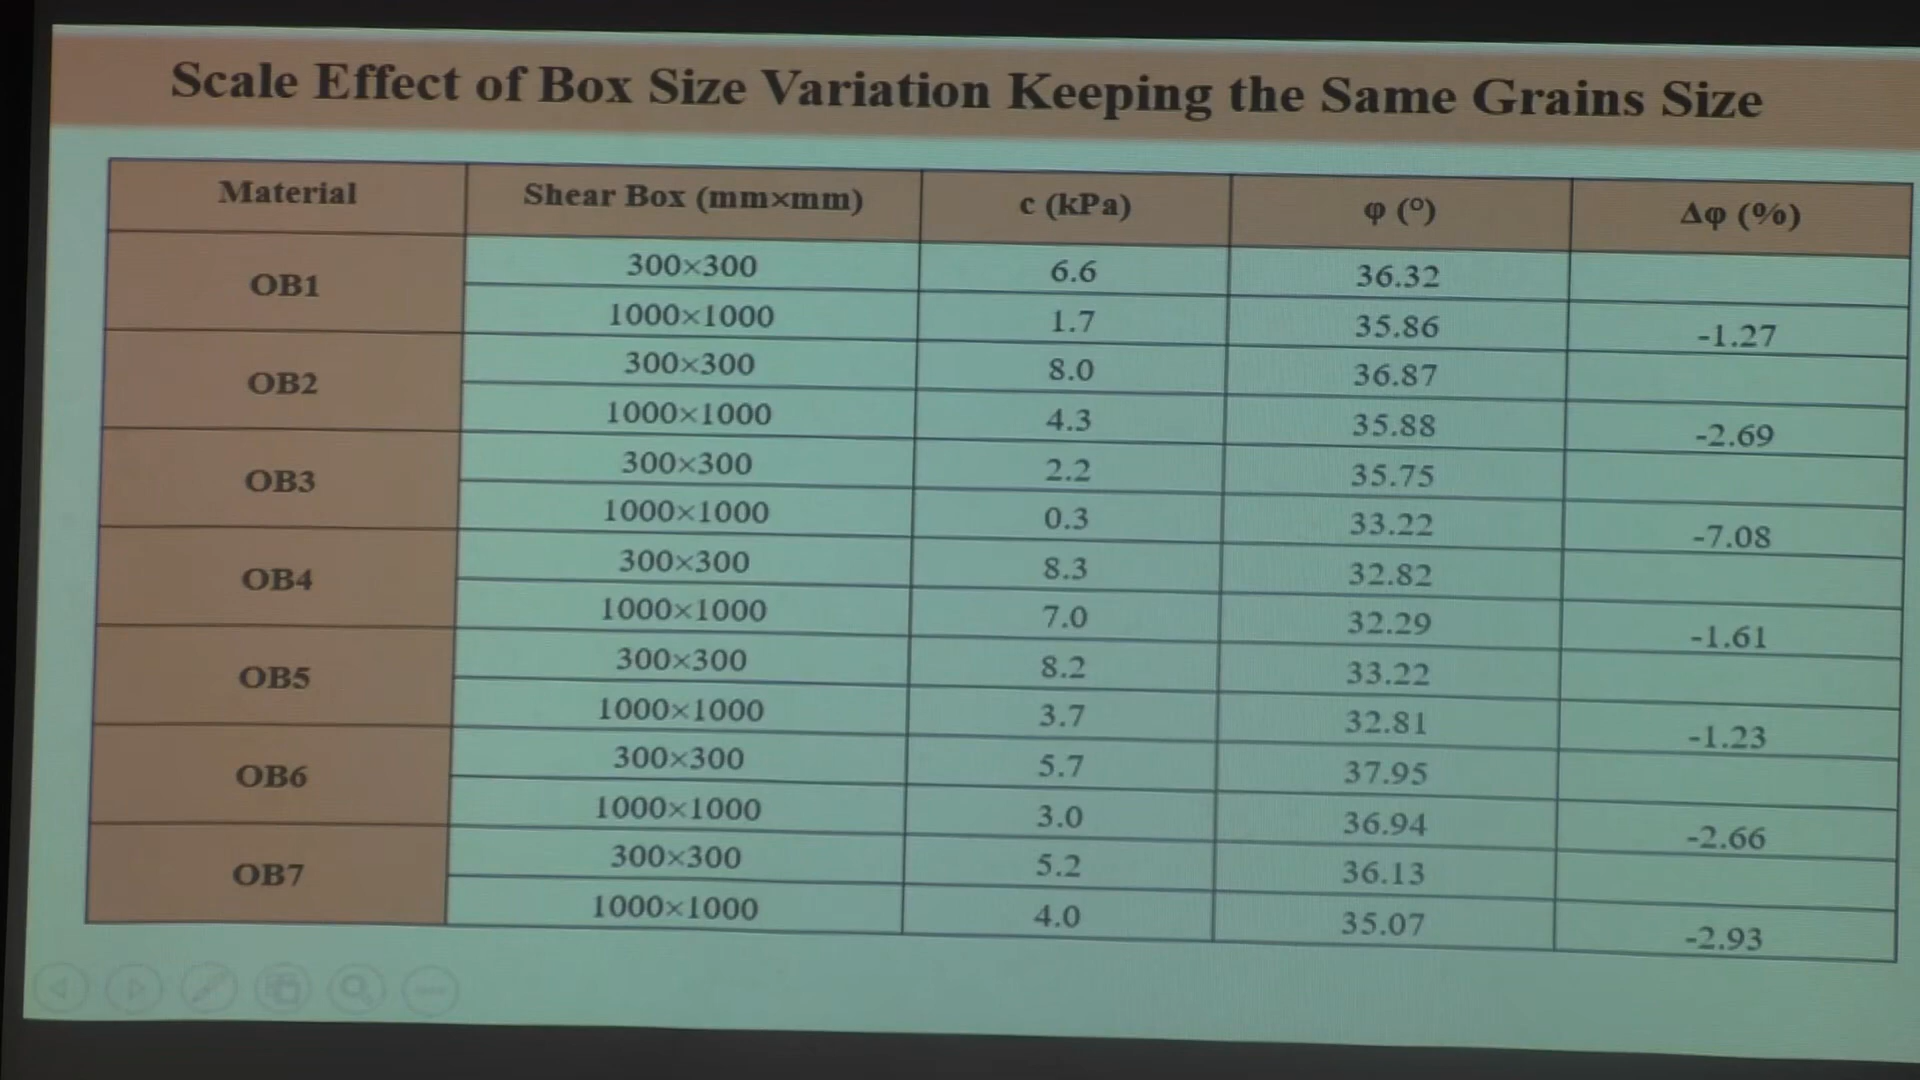 Scale Effect of Box Size Variation Keeping the Same Grains Size
Material Shear Box (mm×mm) c (kPa) φ (°) Δφ (%)
OB1 300×300 6.6 36.32
1000×1000 1.7 35.86 -1.27
OB2 300×300 8.0 36.87
1000×1000 4.3 35.88 -2.69
OB3 300×300 2.2 35.75
1000×1000 0.3 33.22 -7.08
OB4 300×300 8.3 32.82
1000×1000 7.0 32.29 -1.61
OB5 300×300 8.2 33.22
1000×1000 3.7 32.81 -1.23
OB6 300×300 5.7 37.95
1000×1000 3.0 36.94 -2.66
OB7 300×300 5.2 36.13
1000×1000 4.0 35.07 -2.93